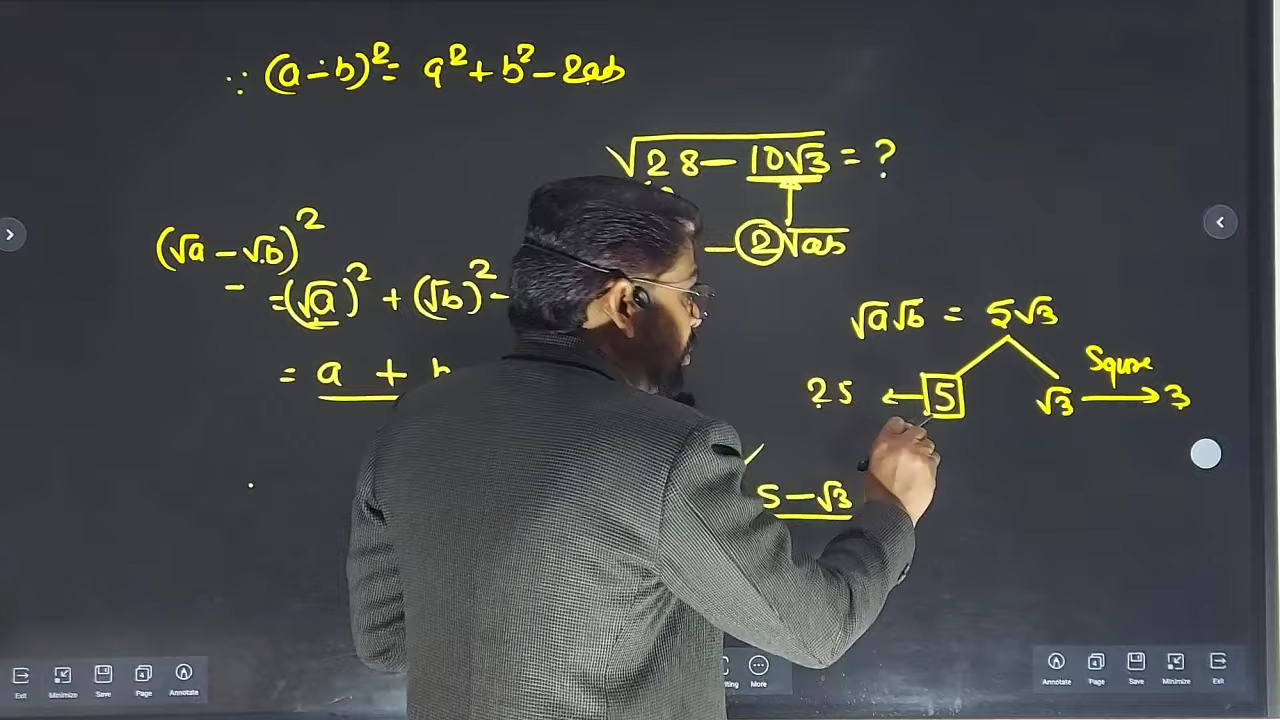 ∵ (a - b)² = a² + b² - 2ab
√28 - 10√3 = ?
(√a - √b)²
- 2√ab
= (√a)² + (√b)² -
√a√b = 5√3
= a + b
Squre
25 ← 5 √3 → 3
5 - √3
Exit Minimize Save Page Annotate
More
Annotate Page Save Minimize Exit